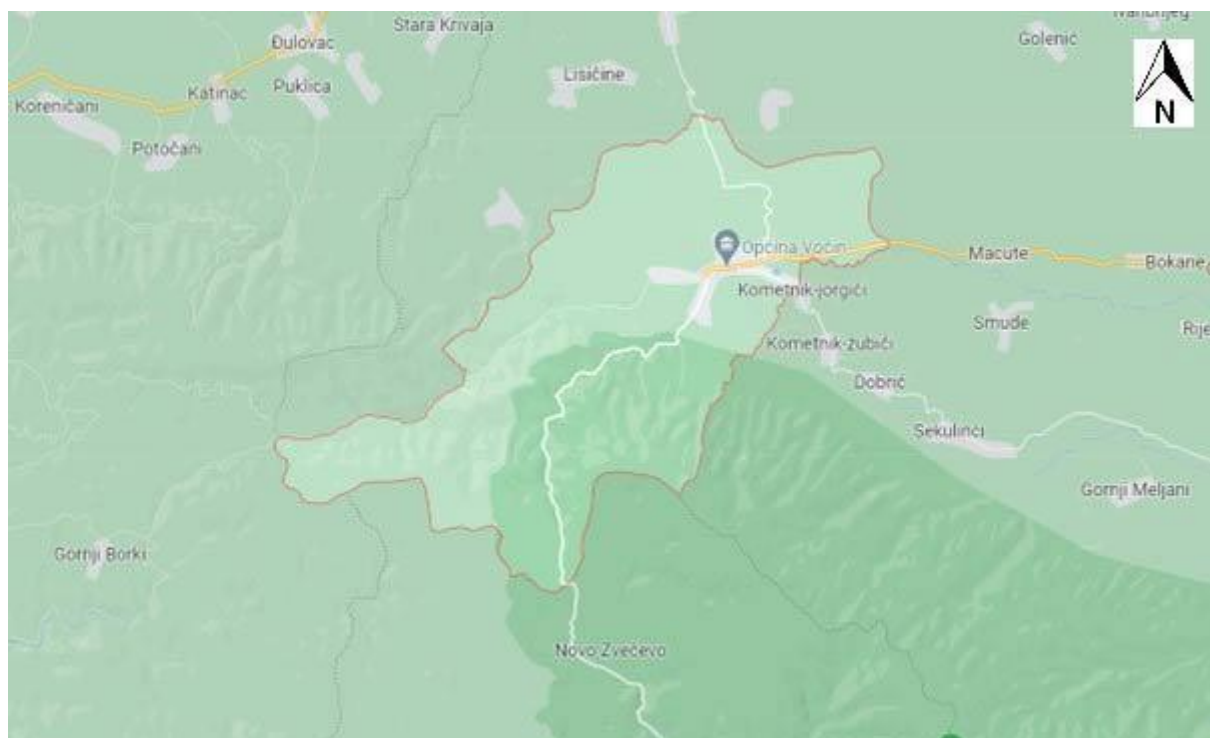 Stara Krivaja
Đulovac
Golenić
Lisičine
Katinac
Puklica
Koreničani
N
Potočani
Općina Voćin
Macute
Bokane
Kometnik-jorgići
Smude
Kometnik-zubići
Dobrić
Sekulinci
Gornji Meljani
Gornji Borki
Novo Zvečevo